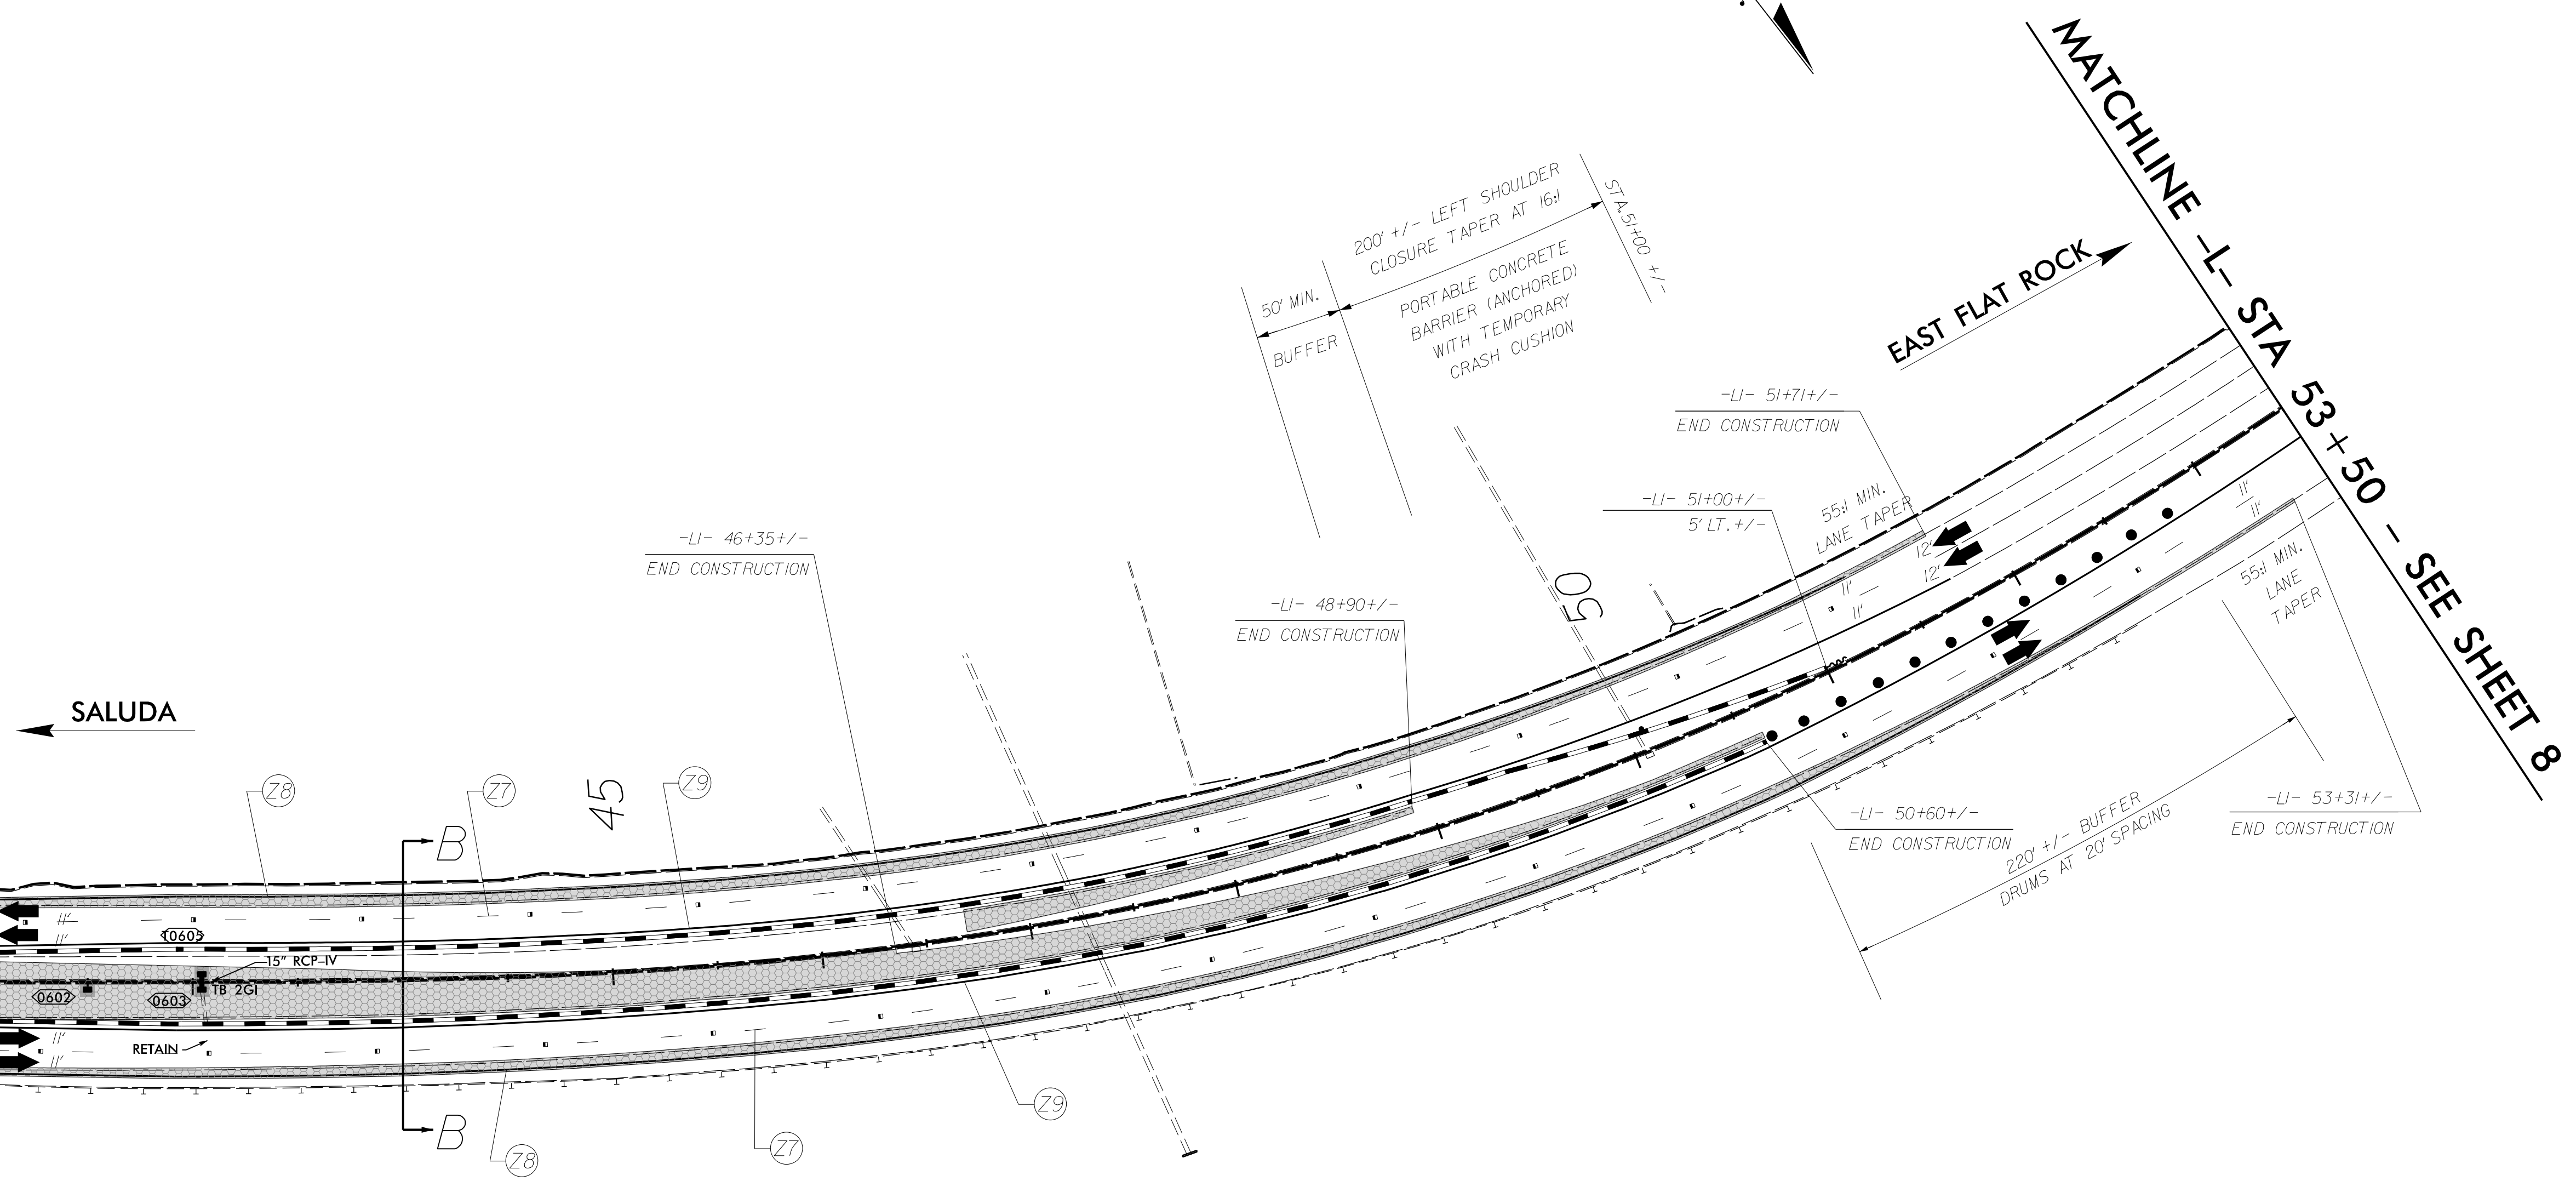 MATCHLINE -L- STA 53+50 - SEE SHEET 8
200' +/- LEFT SHOULDER
CLOSURE TAPER AT 16:1
STA.51+00 +/-
50' MIN.
BUFFER
PORTABLE CONCRETE
BARRIER (ANCHORED)
WITH TEMPORARY
CRASH CUSHION
EAST FLAT ROCK
-L1- 51+71+/-
END CONSTRUCTION
-L1- 51+00+/-
5' LT.+/-
55:1 MIN.
LANE TAPER
12'
12'
11'
11'
11'
11'
55:1 MIN.
LANE
TAPER
-L1- 46+35+/-
END CONSTRUCTION
-L1- 48+90+/-
END CONSTRUCTION
50
SALUDA
45
Z8
Z7
Z9
B
-L1- 50+60+/-
END CONSTRUCTION
220' +/- BUFFER
DRUMS AT 20' SPACING
-L1- 53+31+/-
END CONSTRUCTION
11'
11'
T0605
15" RCP-IV
0602
0603
TB 2GI
11'
11'
RETAIN
B
Z8
Z7
Z9